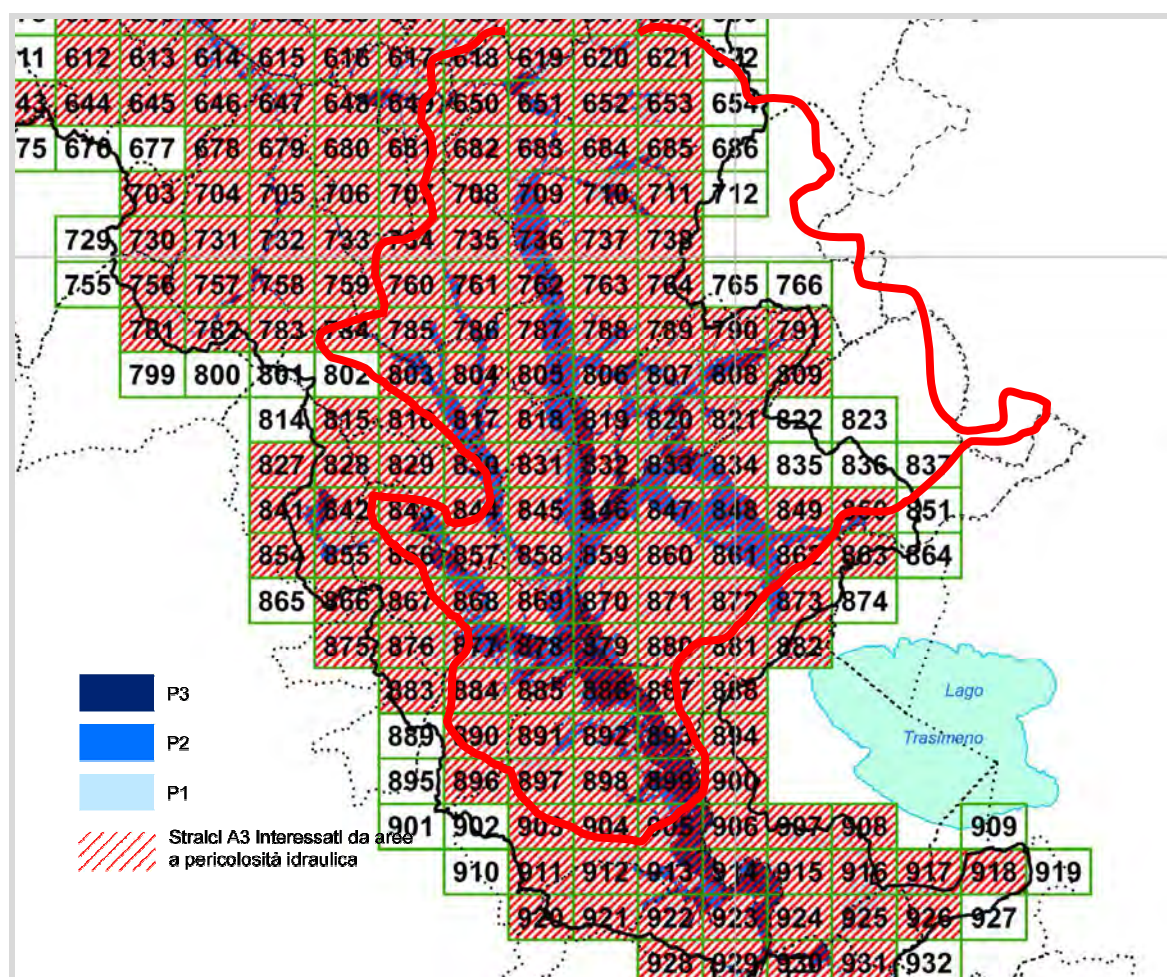 11 612 613 614 615 616 617 618 619 620 621 642
43 644 645 646 647 648 649 650 651 652 653 654
75 676 677 678 679 680 681 682 683 684 685 686
703 704 705 706 707 708 709 710 711 712
729 730 731 732 733 734 735 736 737 738
755 756 757 758 759 760 761 762 763 764 765 766
781 782 783 784 785 786 787 788 789 790 791
799 800 801 802 803 804 805 806 807 808 809
814 815 816 817 818 819 820 821 822 823
827 828 829 830 831 832 833 834 835 836 837
841 842 843 844 845 846 847 848 849 850 851
854 855 856 857 858 859 860 861 862 863 864
865 866 867 868 869 870 871 872 873 874
875 876 877 878 879 880 881 882
883 884 885 886 887 888
Lago
P3
889 890 891 892 893 894
Trasimeno
P2
895 896 897 898 899 900
P1
901 902 903 904 905 906 907 908 909
Stralci A3 interessati da aree
a pericolosità idraulica
910 911 912 913 914 915 916 917 918 919
920 921 922 923 924 925 926 927
928 929 930 931 932